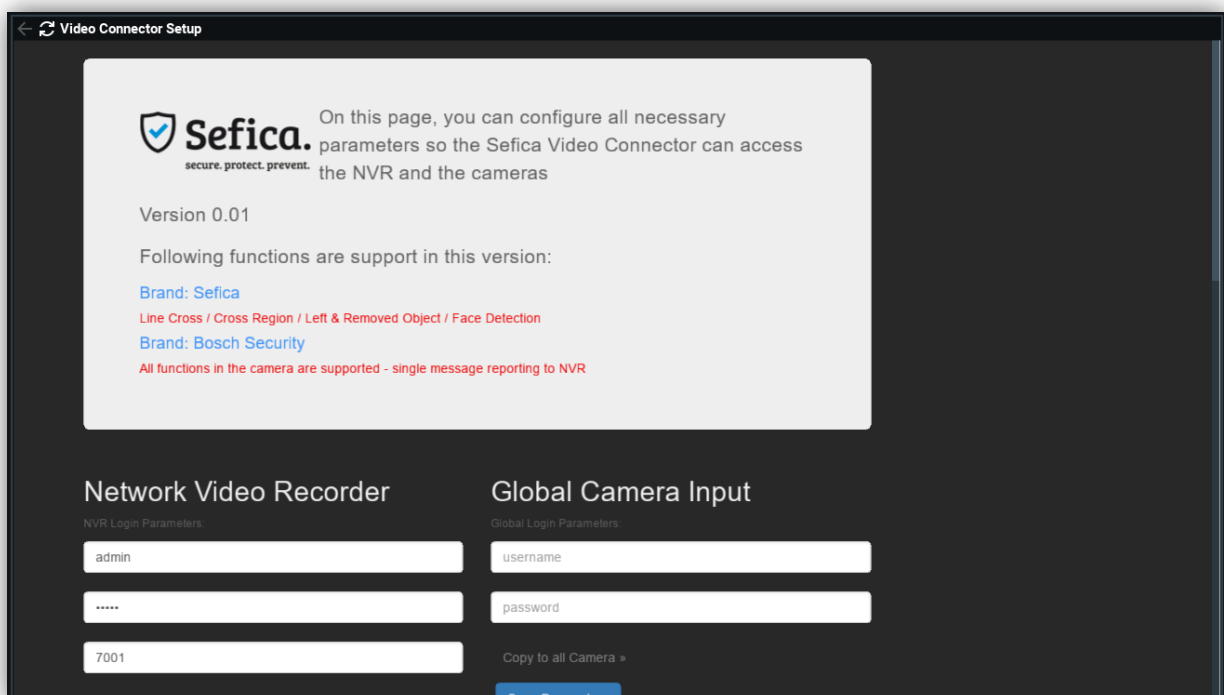 Video Connector Setup
Sefica.
secure. protect. prevent.
On this page, you can configure all necessary
parameters so the Sefica Video Connector can access
the NVR and the cameras
Version 0.01
Following functions are support in this version:
Brand: Sefica
Line Cross / Cross Region / Left & Removed Object / Face Detection
Brand: Bosch Security
All functions in the camera are supported - single message reporting to NVR
Network Video Recorder
NVR Login Parameters:
admin
•••••
7001
Global Camera Input
Global Login Parameters:
username
password
Copy to all Camera »